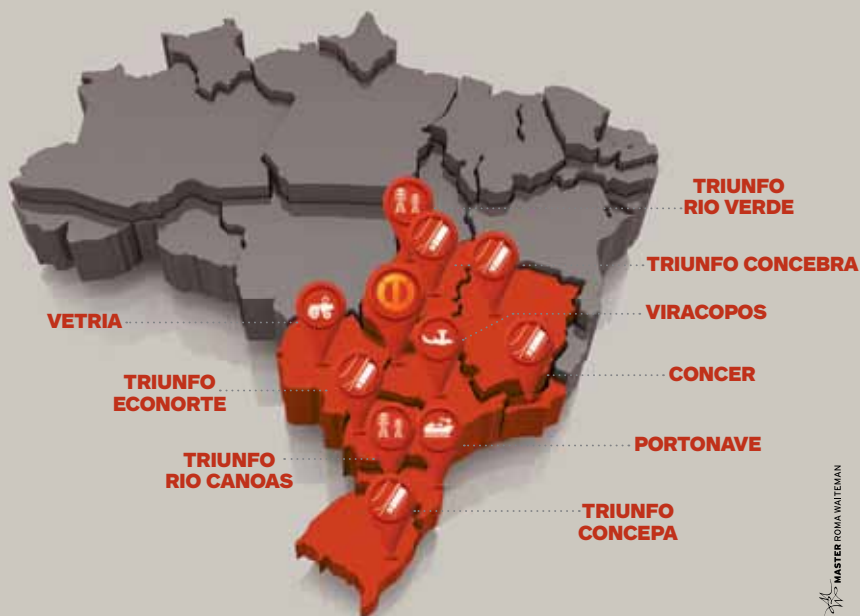 TRIUNFO
RIO VERDE
TRIUNFO CONCEBRA
VIRACOPOS
VETRIA
CONCER
TRIUNFO
ECONORTE
PORTONAVE
TRIUNFO
RIO CANOAS
TRIUNFO
CONCEPA
MASTER ROMA WAITEMAN